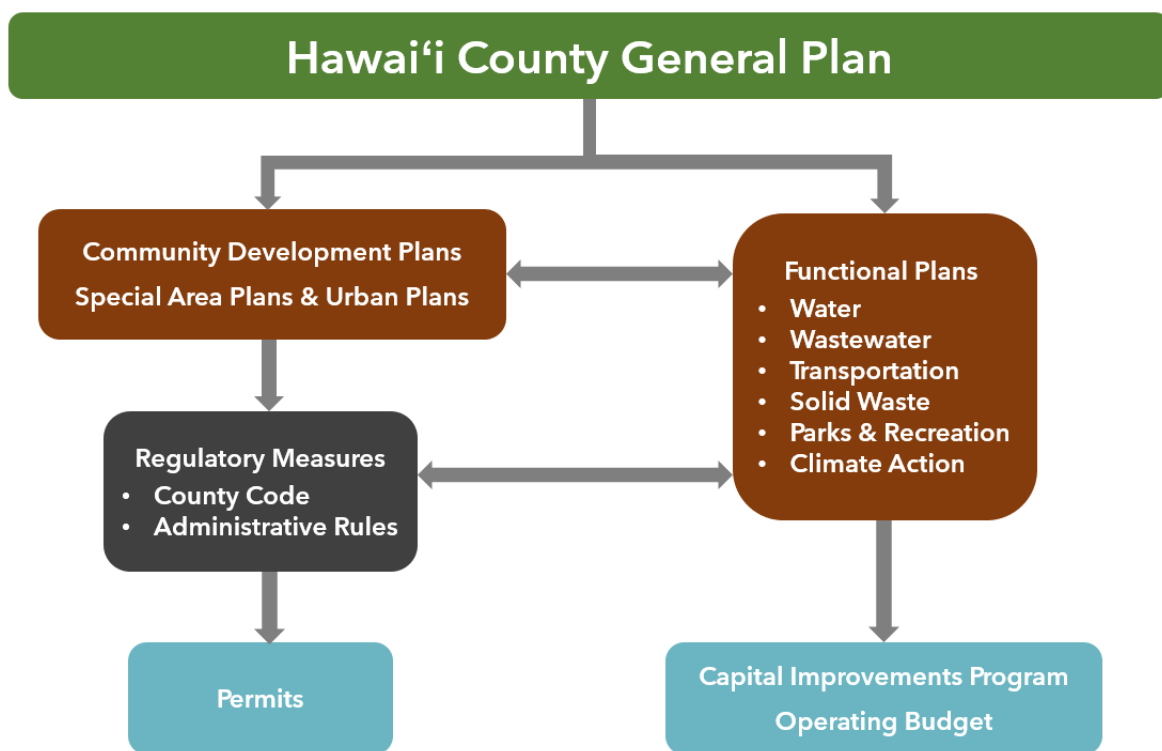 Hawai‘i County General Plan
Community Development Plans
Special Area Plans & Urban Plans
Functional Plans
• Water
• Wastewater
• Transportation
• Solid Waste
• Parks & Recreation
• Climate Action
Regulatory Measures
• County Code
• Administrative Rules
Permits
Capital Improvements Program
Operating Budget